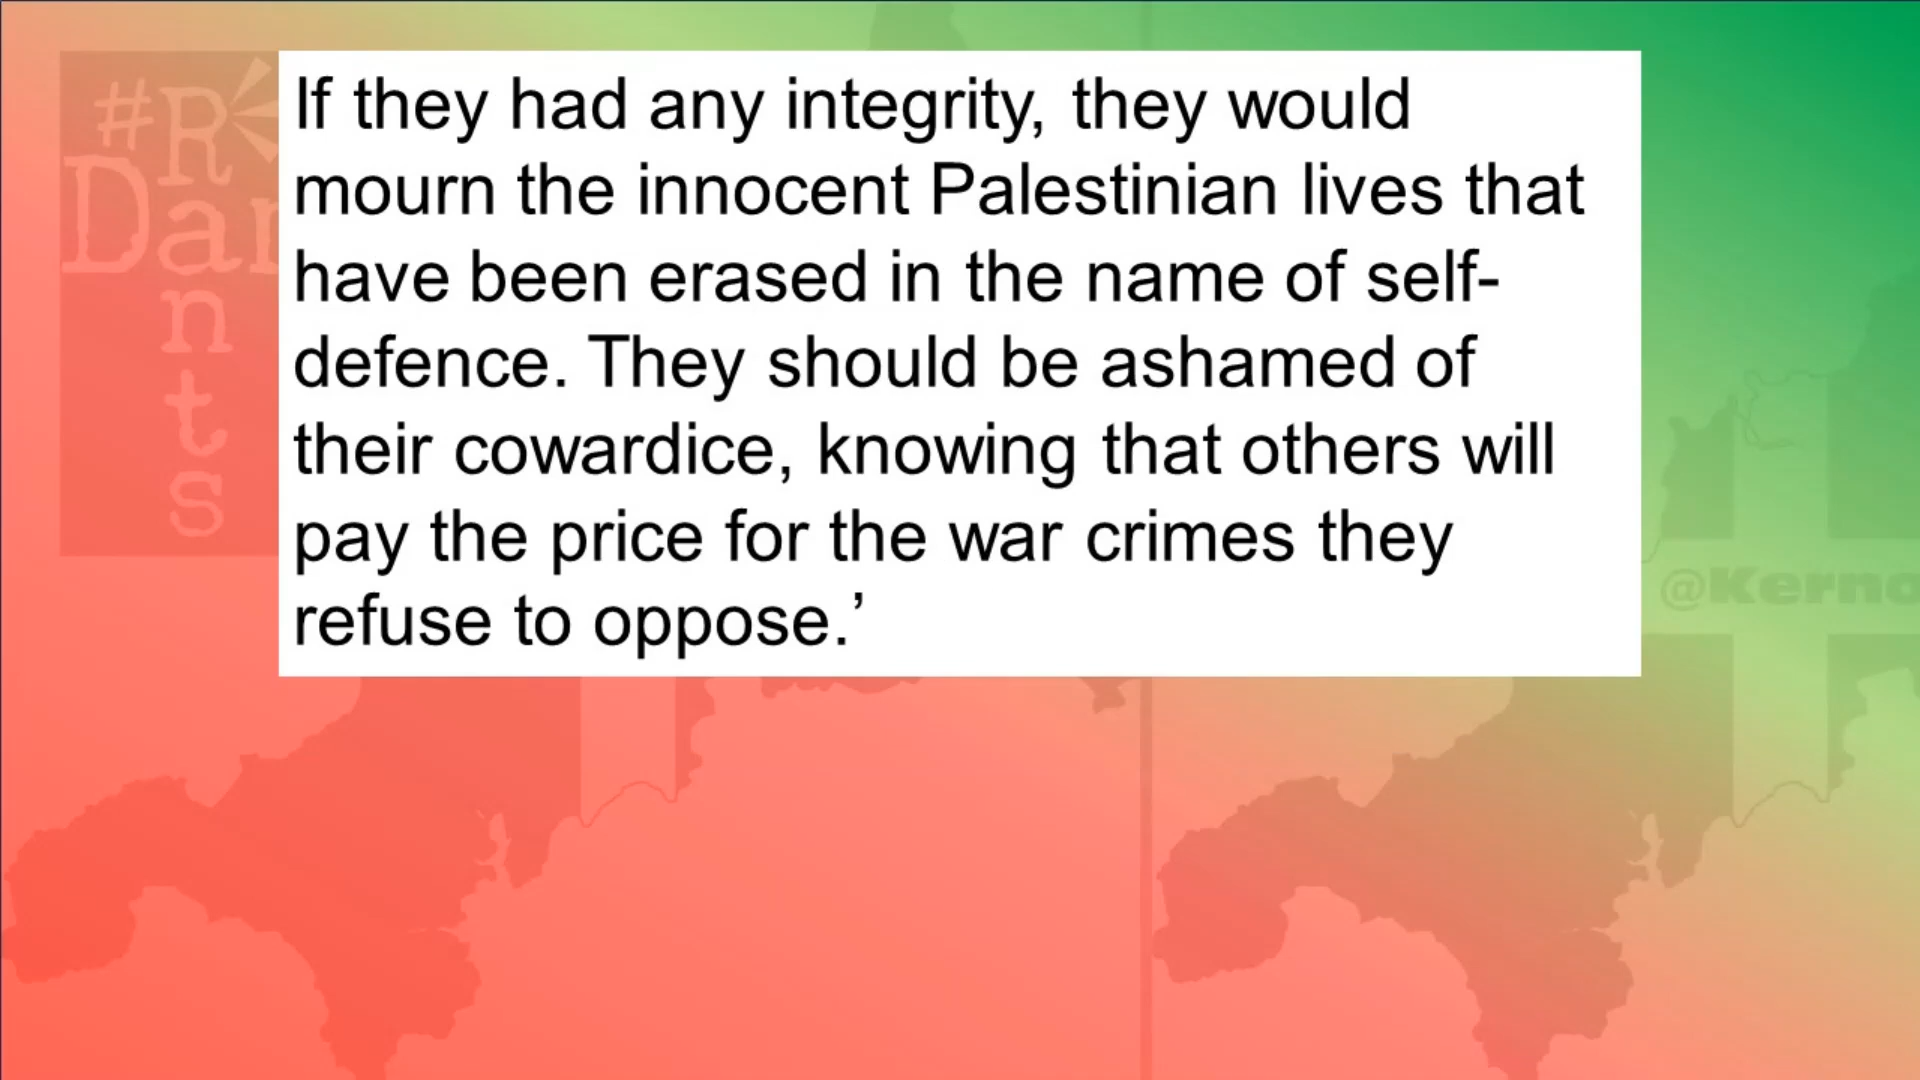 #R
Dar
n
t
s
If they had any integrity, they would
mourn the innocent Palestinian lives that
have been erased in the name of self-
defence. They should be ashamed of
their cowardice, knowing that others will
pay the price for the war crimes they
refuse to oppose.’
@Kerno